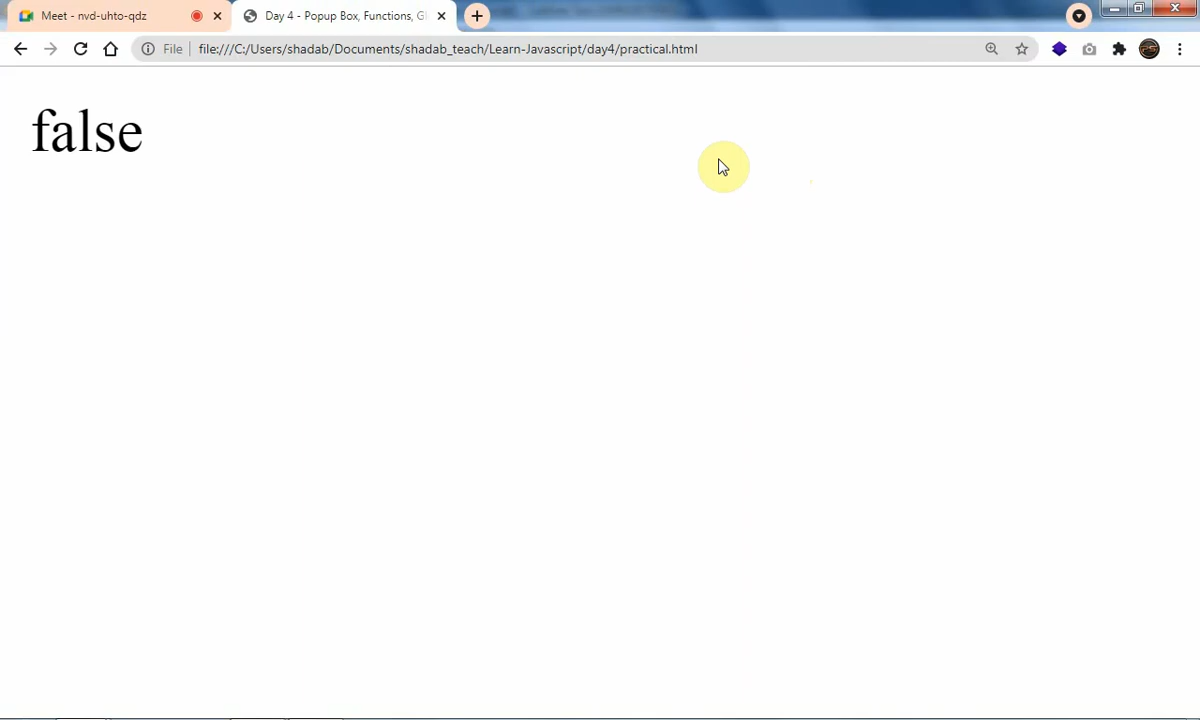 Meet - nvd-uhto-qdz
Day 4 - Popup Box, Functions, Gl
File
file:///C:/Users/shadab/Documents/shadab_teach/Learn-Javascript/day4/practical.html
false